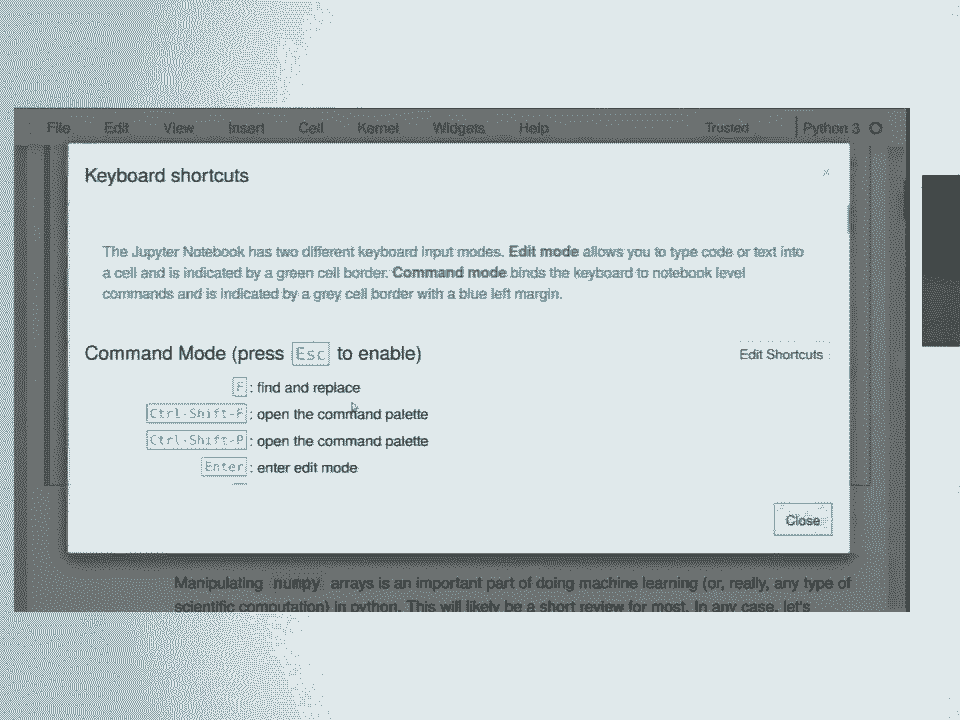 File Edit View Insert Cell Kernel Widgets Help Trusted Python 3
Keyboard shortcuts ×
The Jupyter Notebook has two different keyboard input modes. Edit mode allows you to type code or text into
a cell and is indicated by a green cell border. Command mode binds the keyboard to notebook level
commands and is indicated by a grey cell border with a blue left margin.
Command Mode (press Esc to enable) Edit Shortcuts
F : find and replace
Ctrl-Shift-F : open the command palette
Ctrl-Shift-P : open the command palette
Enter : enter edit mode
Close
Manipulating numpy arrays is an important part of doing machine learning (or, really, any type of
scientific computation) in python. This will likely be a short review for most. In any case, let's